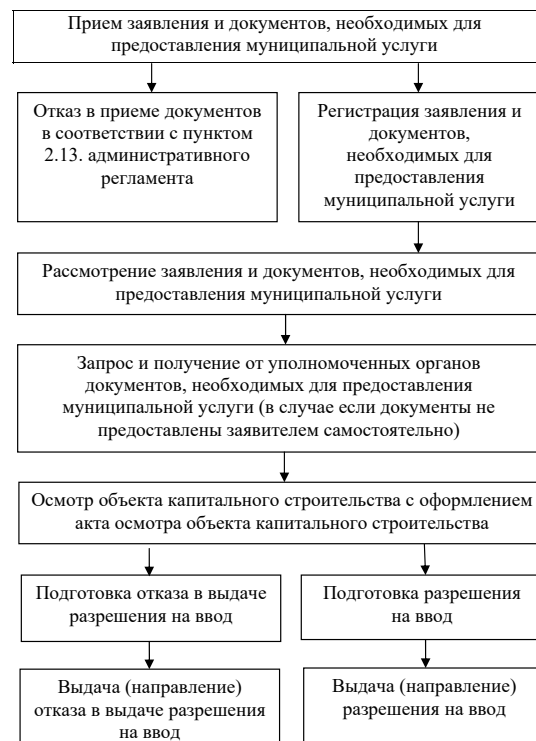 Прием заявления и документов, необходимых для
предоставления муниципальной услуги
Отказ в приеме документов
в соответствии с пунктом
2.13. административного
регламента
Регистрация заявления и
документов,
необходимых для
предоставления
муниципальной услуги
Рассмотрение заявления и документов, необходимых для
предоставления муниципальной услуги
Запрос и получение от уполномоченных органов
документов, необходимых для предоставления
муниципальной услуги (в случае если документы не
предоставлены заявителем самостоятельно)
Осмотр объекта капитального строительства с оформлением
акта осмотра объекта капитального строительства
Подготовка отказа в выдаче
разрешения на ввод
Подготовка разрешения
на ввод
Выдача (направление)
отказа в выдаче разрешения
на ввод
Выдача (направление)
разрешения на ввод